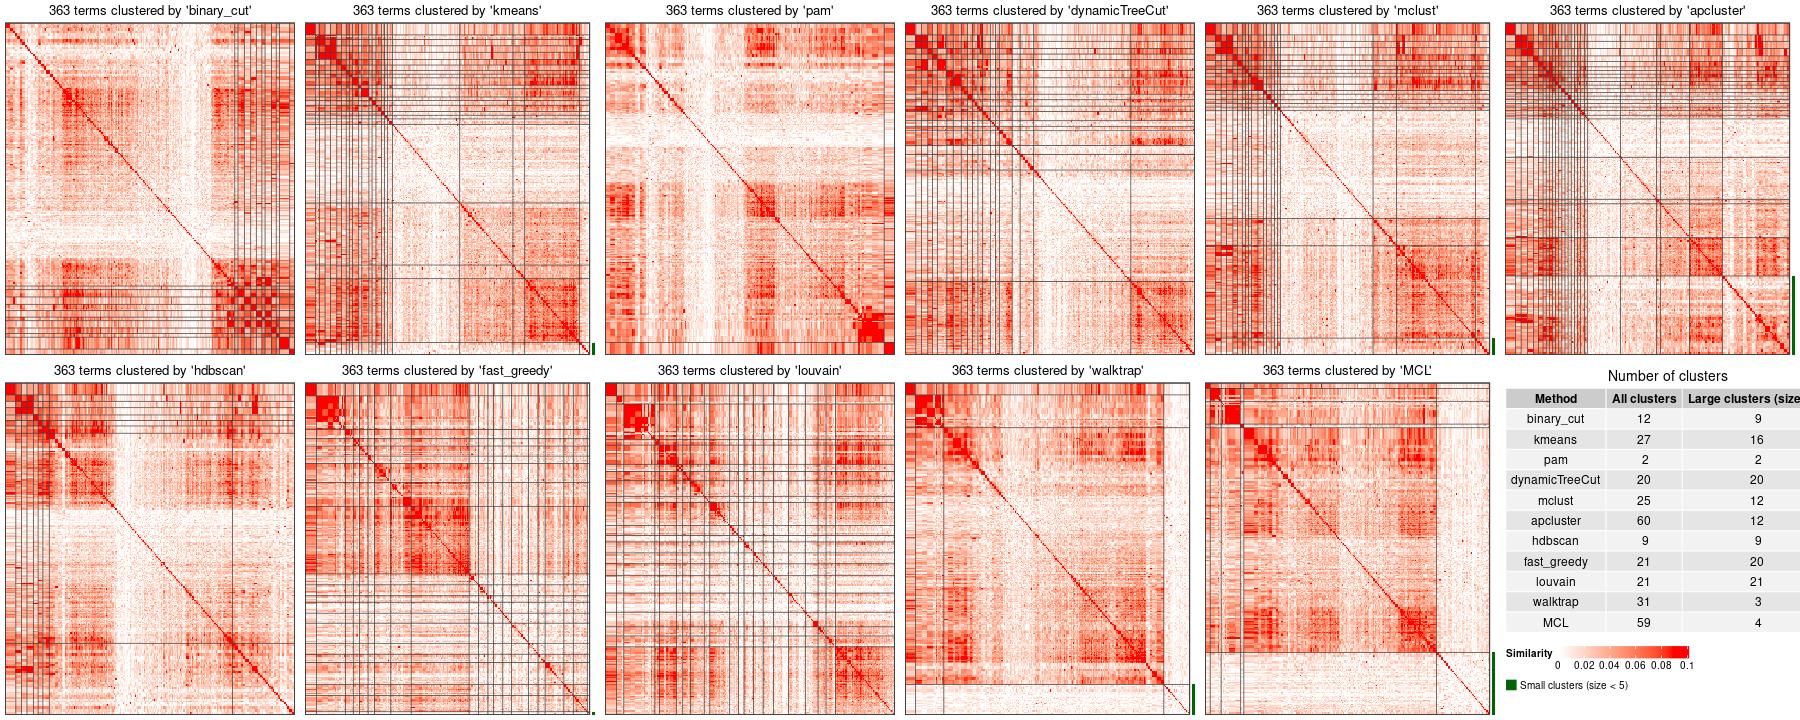 363 terms clustered by 'binary_cut'
363 terms clustered by 'kmeans'
363 terms clustered by 'pam'
363 terms clustered by 'dynamicTreeCut'
363 terms clustered by 'mclust'
363 terms clustered by 'apcluster'
363 terms clustered by 'hdbscan'
363 terms clustered by 'fast_greedy'
363 terms clustered by 'louvain'
363 terms clustered by 'walktrap'
363 terms clustered by 'MCL'
Number of clusters
Method All clusters Large clusters (size
binary_cut 12 9
kmeans 27 16
pam 2 2
dynamicTreeCut 20 20
mclust 25 12
apcluster 60 12
hdbscan 9 9
fast_greedy 21 20
louvain 21 21
walktrap 31 3
MCL 59 4
Similarity
0 0.02 0.04 0.06 0.08 0.1
Small clusters (size < 5)